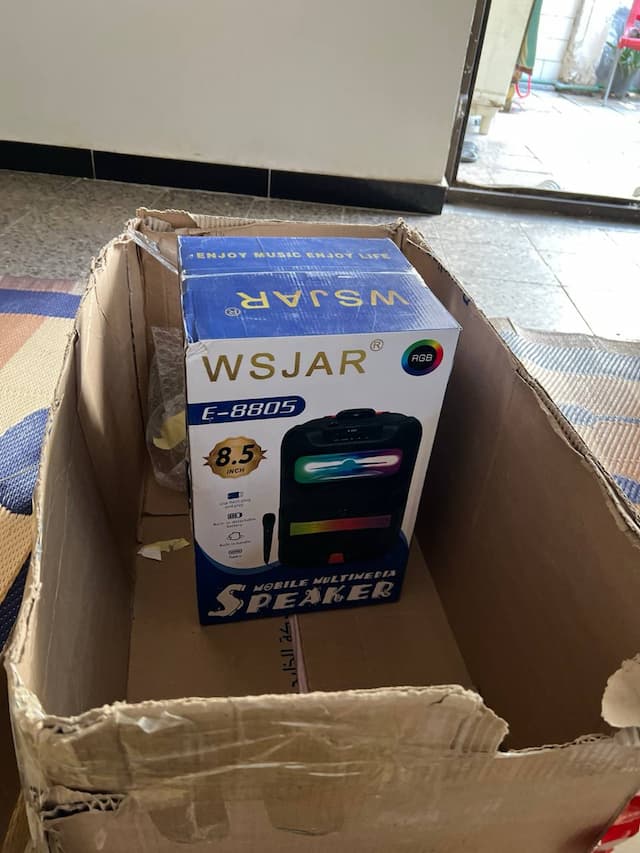 ENJOY MUSIC ENJOY LIFE
WSJAR®
WSJAR®
RGB
E-8805
8.5
INCH
MOBILE MULTIMEDIA
SPEAKER